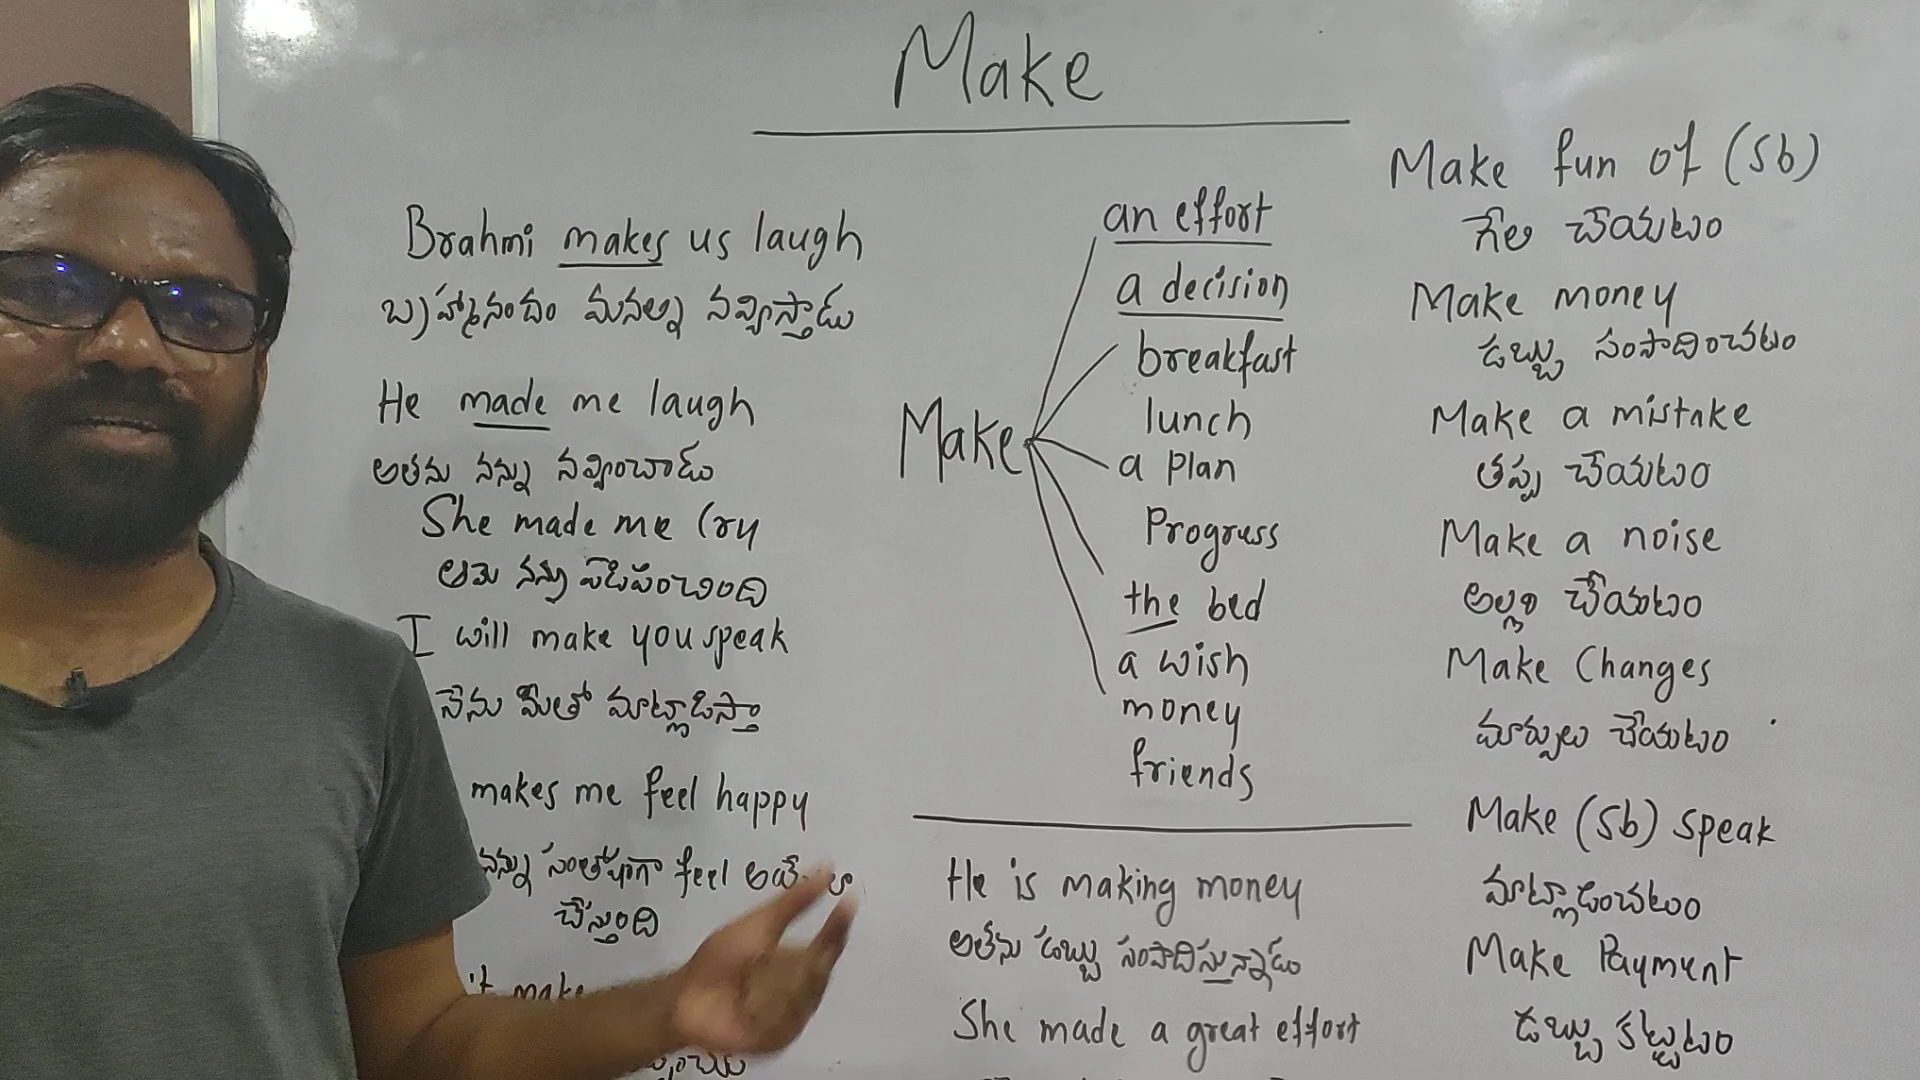 Make
Brahmi makes us laugh
బ్రహ్మానందం మనల్ని నవ్విస్తాడు
He made me laugh
అతను నన్ను నవ్వించాడు
She made me Cry
ఆమె నన్ను ఏడిపించింది
I will make you speak
నేను మీతో మాట్లాడిస్తా
makes me feel happy
నన్ను సంతోషంగా feel
చేస్తుంది
't make
Make
an effort
a decision
breakfast
lunch
a plan
Progress
the bed
a wish
money
friends
He is making money
అతను డబ్బు సంపాదిస్తున్నాడు
She made a great effort
Make fun of (Sb)
గేలి చేయటం
Make money
డబ్బు సంపాదించటం
Make a mistake
తప్పు చేయటం
Make a noise
అల్లరి చేయటం
Make Changes
మార్పులు చేయటం
Make (Sb) speak
మాట్లాడించటం
Make Payment
డబ్బు కట్టటం